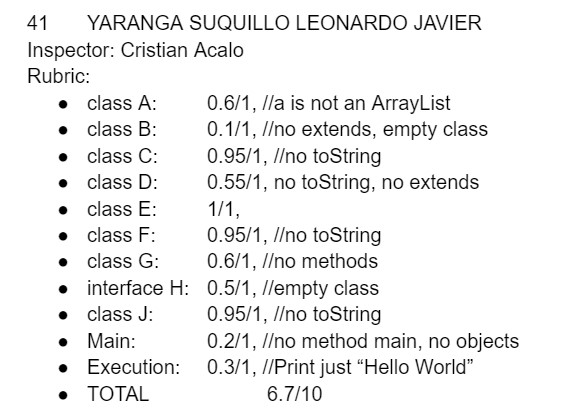 41 YARANGA SUQUILLO LEONARDO JAVIER
Inspector: Cristian Acalo
Rubric:
● class A: 0.6/1, //a is not an ArrayList
● class B: 0.1/1, //no extends, empty class
● class C: 0.95/1, //no toString
● class D: 0.55/1, no toString, no extends
● class E: 1/1,
● class F: 0.95/1, //no toString
● class G: 0.6/1, //no methods
● interface H: 0.5/1, //empty class
● class J: 0.95/1, //no toString
● Main: 0.2/1, //no method main, no objects
● Execution: 0.3/1, //Print just “Hello World”
● TOTAL 6.7/10